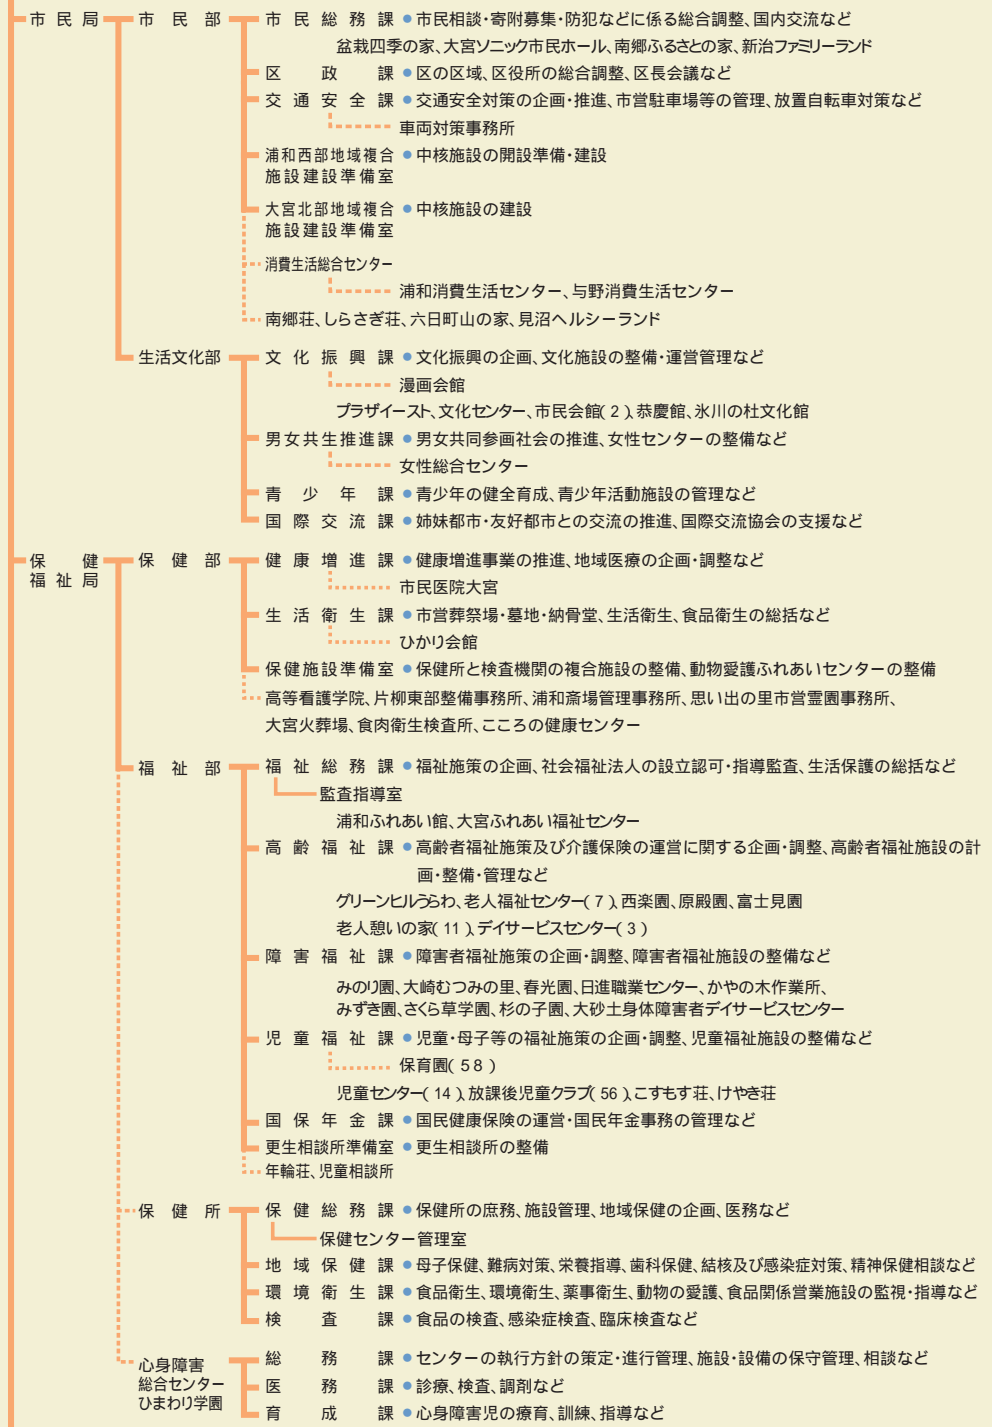 市民局 市民部 市民総務課 ●市民相談・寄附募集・防犯などに係る総合調整、国内交流など
盆栽四季の家、大宮ソニック市民ホール、南郷ふるさとの家、新治ファミリーランド
区政課 ●区の区域、区役所の総合調整、区長会議など
交通安全課 ●交通安全対策の企画・推進、市営駐車場等の管理、放置自転車対策など
車両対策事務所
浦和西部地域複合 ●中核施設の開設準備・建設
施設建設準備室
大宮北部地域複合 ●中核施設の建設
施設建設準備室
消費生活総合センター
浦和消費生活センター、与野消費生活センター
南郷荘、しらさぎ荘、六日町山の家、見沼ヘルシーランド
生活文化部 文化振興課 ●文化振興の企画、文化施設の整備・運営管理など
漫画会館
プラザイースト、文化センター、市民会館(2)、恭慶館、氷川の杜文化館
男女共生推進課 ●男女共同参画社会の推進、女性センターの整備など
女性総合センター
青少年課 ●青少年の健全育成、青少年活動施設の管理など
国際交流課 ●姉妹都市・友好都市との交流の推進、国際交流協会の支援など
保健 保健部 健康増進課 ●健康増進事業の推進、地域医療の企画・調整など
福祉局
市民医院大宮
生活衛生課 ●市営葬祭場・墓地・納骨堂、生活衛生、食品衛生の総括など
ひかり会館
保健施設準備室 ●保健所と検査機関の複合施設の整備、動物愛護ふれあいセンターの整備
高等看護学院、片柳東部整備事務所、浦和斎場管理事務所、思い出の里市営霊園事務所、
大宮火葬場、食肉衛生検査所、こころの健康センター
福祉部 福祉総務課 ●福祉施策の企画、社会福祉法人の設立認可・指導監査、生活保護の総括など
監査指導室
浦和ふれあい館、大宮ふれあい福祉センター
高齢福祉課 ●高齢者福祉施策及び介護保険の運営に関する企画・調整、高齢者福祉施設の計
画・整備・管理など
グリーンヒルうらわ、老人福祉センター(7)、西楽園、原殿園、富士見園
老人憩いの家(11)、デイサービスセンター(3)
障害福祉課 ●障害者福祉施策の企画・調整、障害者福祉施設の整備など
みのり園、大崎むつみの里、春光園、日進職業センター、かやの木作業所、
みずき園、さくら草学園、杉の子園、大砂土身体障害者デイサービスセンター
児童福祉課 ●児童・母子等の福祉施策の企画・調整、児童福祉施設の整備など
保育園(58)
児童センター(14)、放課後児童クラブ(56)、こすもす荘、けやき荘
国保年金課 ●国民健康保険の運営・国民年金事務の管理など
更生相談所準備室 ●更生相談所の整備
年輪荘、児童相談所
保健所 保健総務課 ●保健所の庶務、施設管理、地域保健の企画、医務など
保健センター管理室
地域保健課 ●母子保健、難病対策、栄養指導、歯科保健、結核及び感染症対策、精神保健相談など
環境衛生課 ●食品衛生、環境衛生、薬事衛生、動物の愛護、食品関係営業施設の監視・指導など
検査課 ●食品の検査、感染症検査、臨床検査など
心身障害 総務課 ●センターの執行方針の策定・進行管理、施設・設備の保守管理、相談など
総合センター 医務課 ●診療、検査、調剤など
ひまわり学園
育成課 ●心身障害児の療育、訓練、指導など